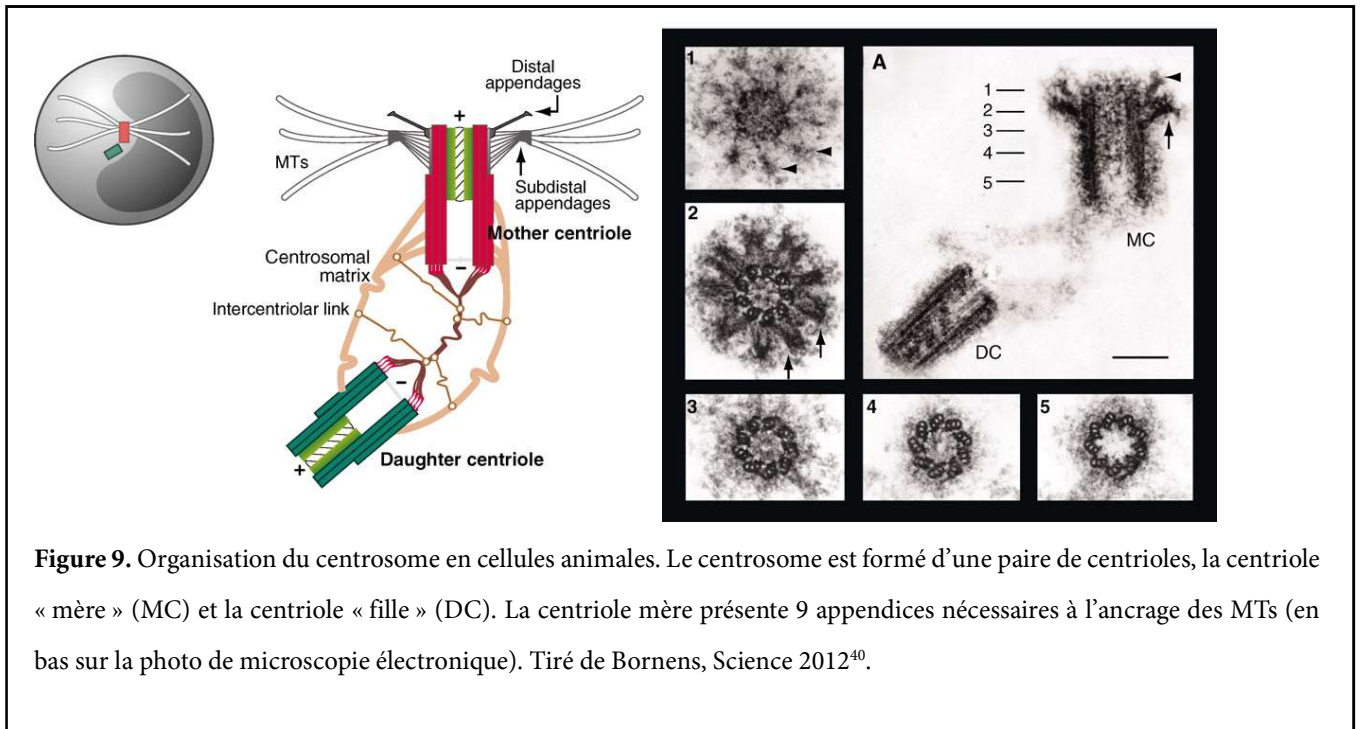 Distal
appendages
+
MTs
Subdistal
appendages
Mother centriole
Centrosomal
matrix
–
Intercentriolar link
–
Daughter centriole
+
1
A
1
2
3
4
5
MC
2
DC
3
4
5
Figure 9. Organisation du centrosome en cellules animales. Le centrosome est formé d’une paire de centrioles, la centriole
« mère » (MC) et la centriole « fille » (DC). La centriole mère présente 9 appendices nécessaires à l’ancrage des MTs (en
bas sur la photo de microscopie électronique). Tiré de Bornens, Science 2012⁴⁰.